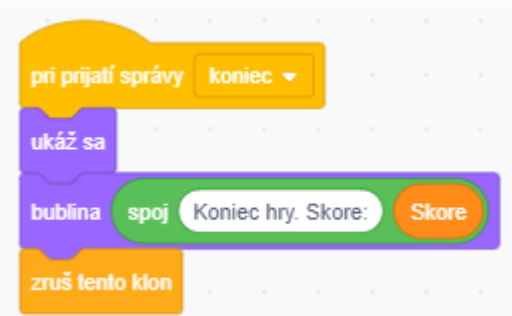 pri prijatí správy koniec
ukáž sa
bublina spoj Koniec hry. Skore: Skore
zruš tento klon